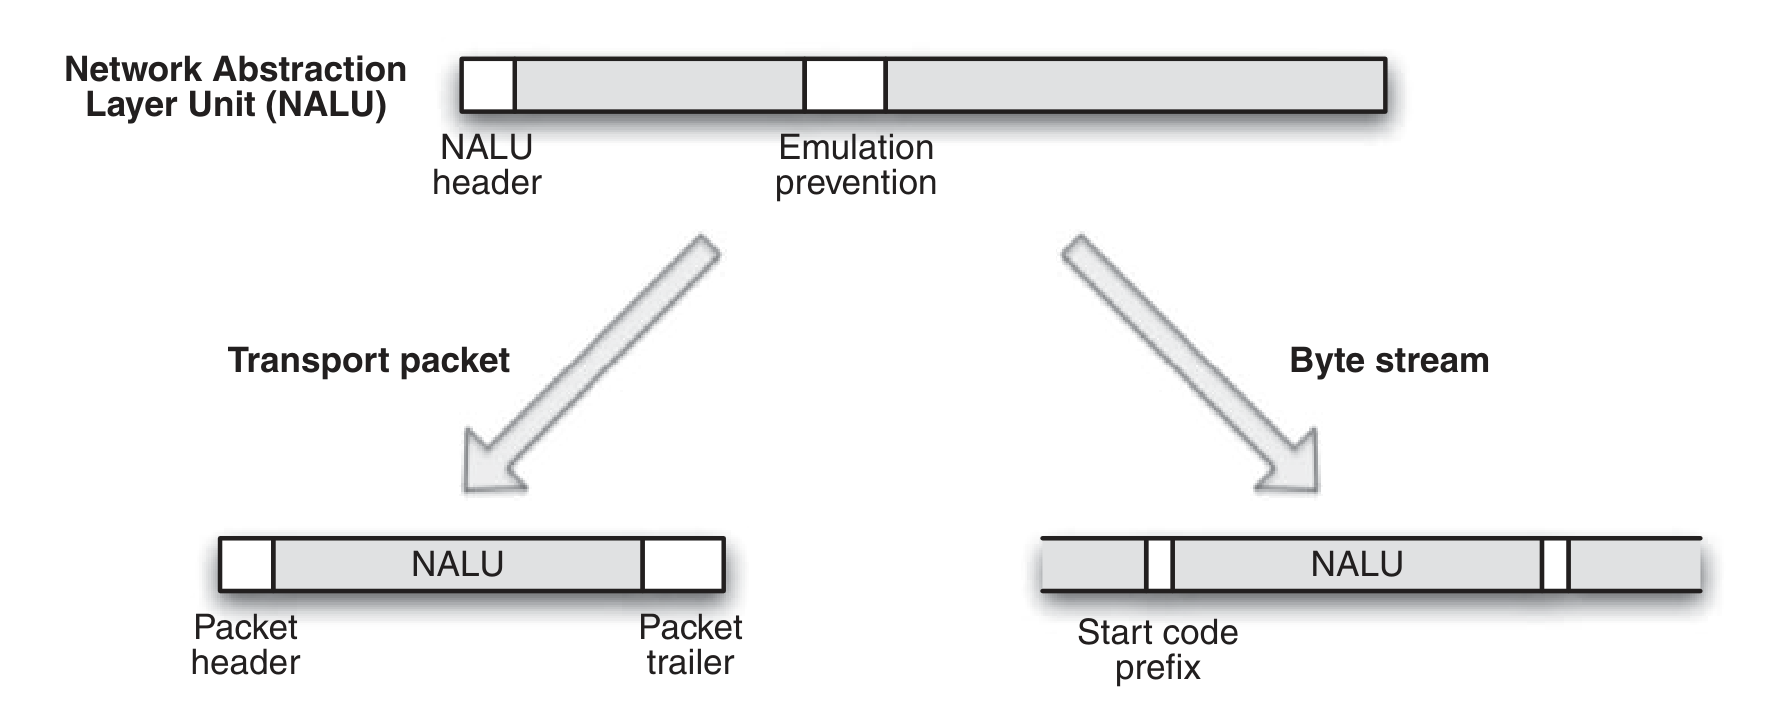 Network Abstraction
Layer Unit (NALU)
NALU
header
Emulation
prevention
Transport packet
Byte stream
NALU
Packet
header
Packet
trailer
NALU
Start code
prefix